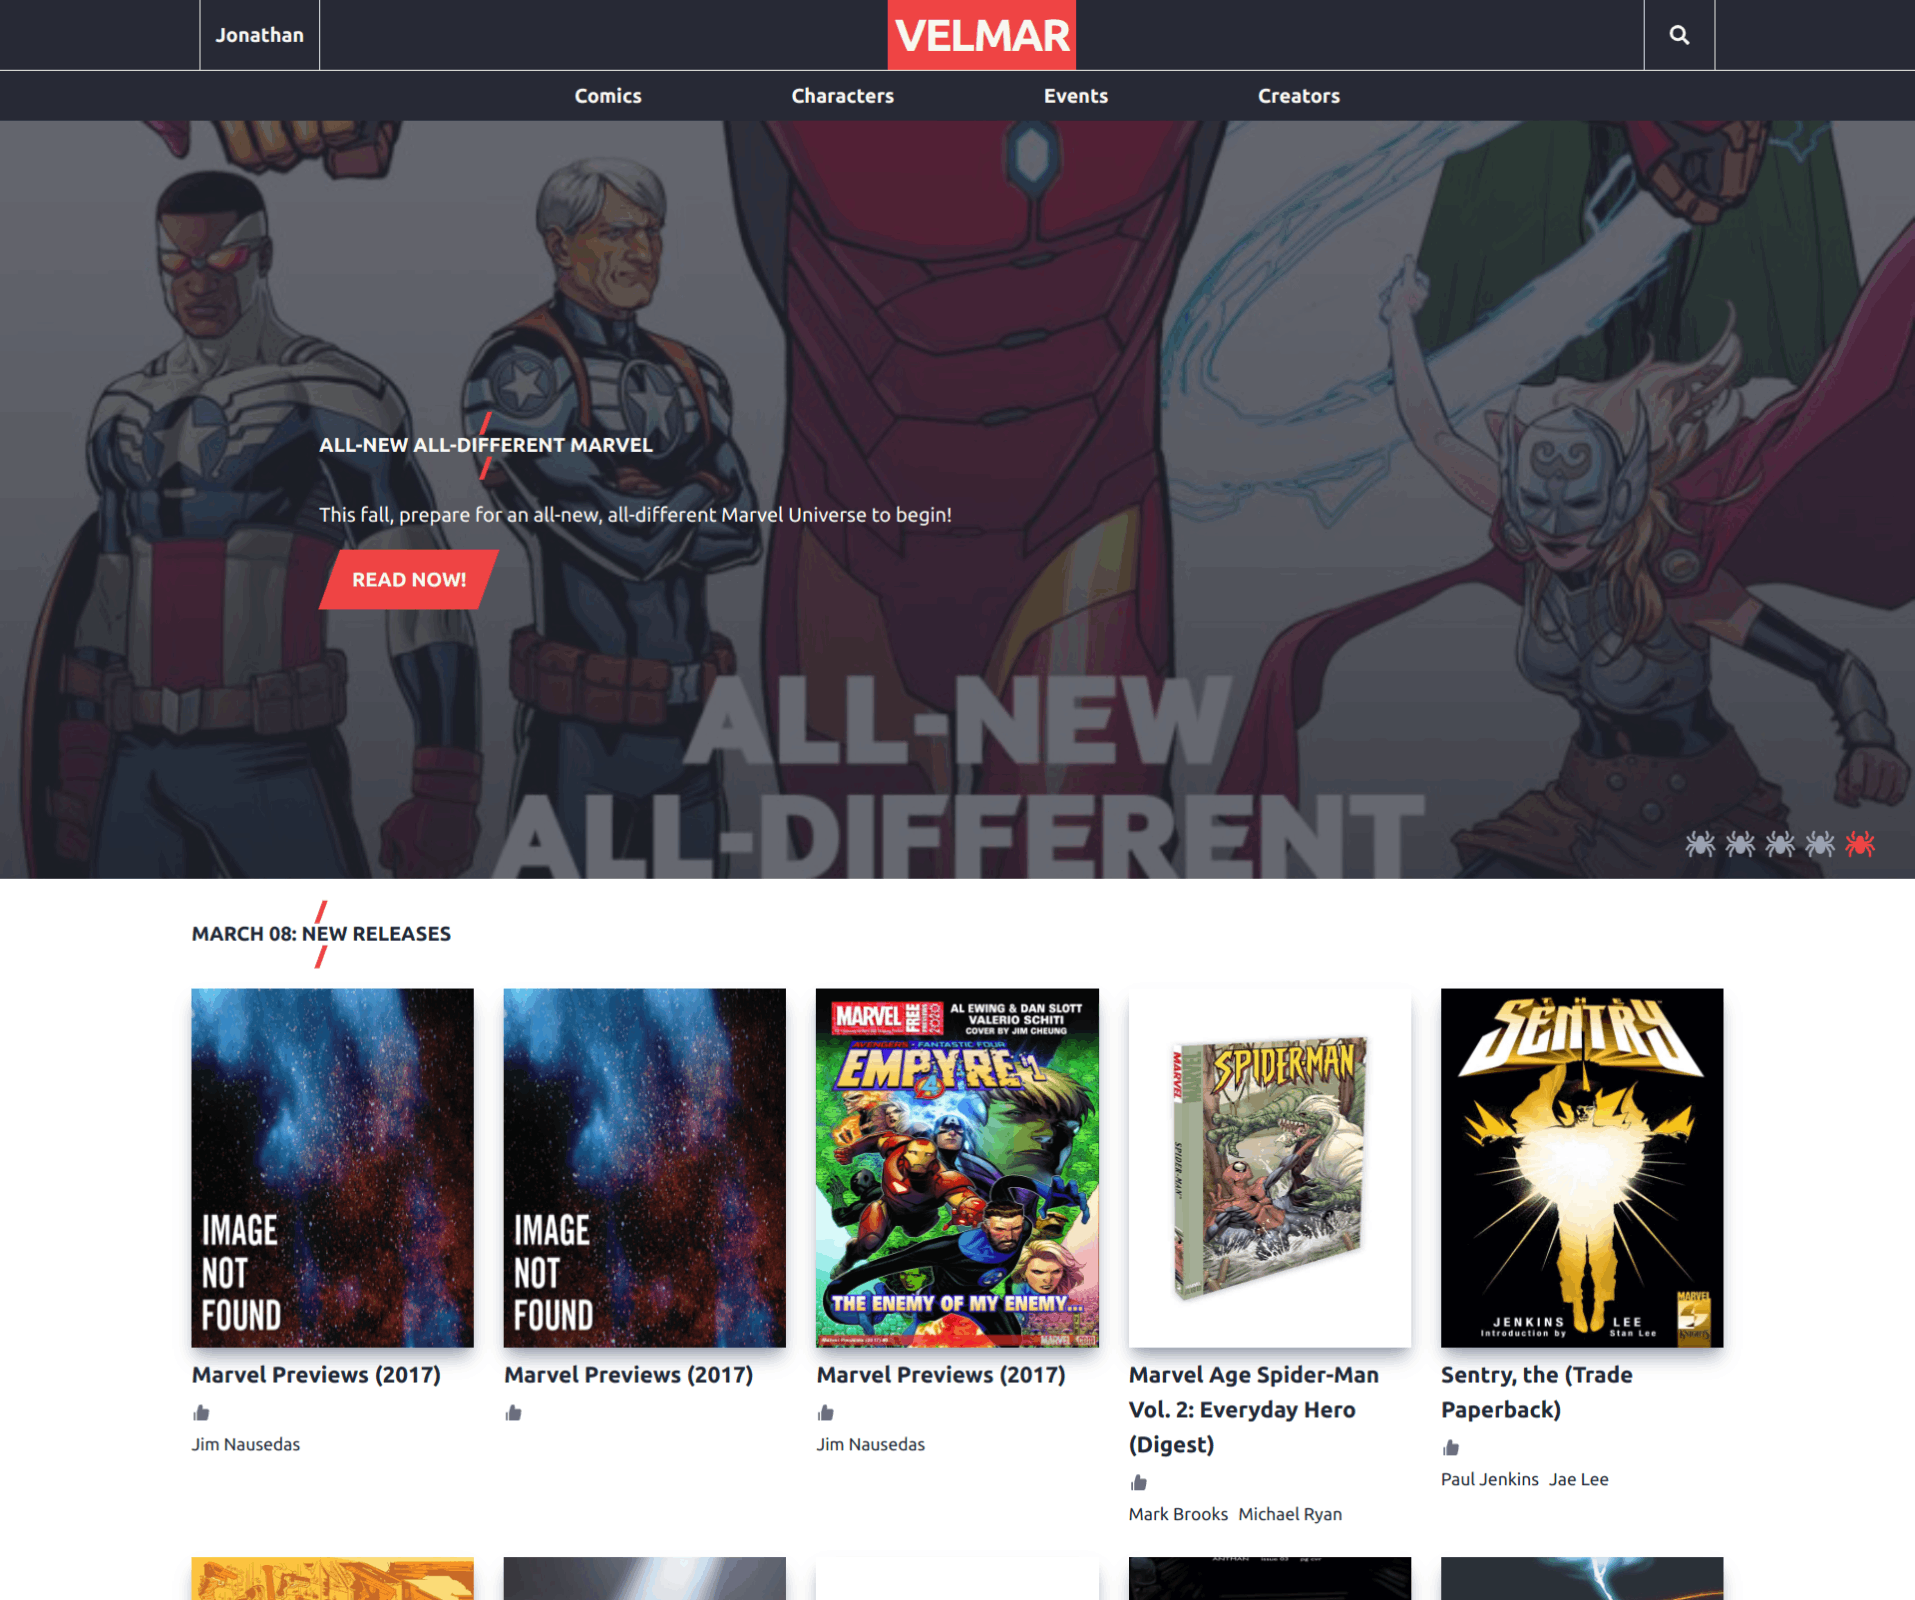 Jonathan
VELMAR
Comics
Characters
Events
Creators
ALL-NEW ALL-DIFFERENT MARVEL
This fall, prepare for an all-new, all-different Marvel Universe to begin!
READ NOW!
ALL-NEW
ALL-DIFFERENT
MARCH 08: NEW RELEASES
IMAGE
NOT
FOUND
IMAGE
NOT
FOUND
MARVEL
FREE
2020
AL EWING & DAN SLOTT
VALERIO SCHITI
COVER BY JIM CHEUNG
AVENGERS • FANTASTIC FOUR
EMPYRE #1
THE ENEMY OF MY ENEMY...
MARVEL
MARVEL
SPIDER-MAN
SPIDER-MAN
THE
SENTRY
JENKINS
LEE
Introduction by
Stan Lee
MARVEL
KNIGHTS
Marvel Previews (2017)
Jim Nausedas
Marvel Previews (2017)
Marvel Previews (2017)
Jim Nausedas
Marvel Age Spider-Man
Vol. 2: Everyday Hero
(Digest)
Mark Brooks Michael Ryan
Sentry, the (Trade
Paperback)
Paul Jenkins Jae Lee